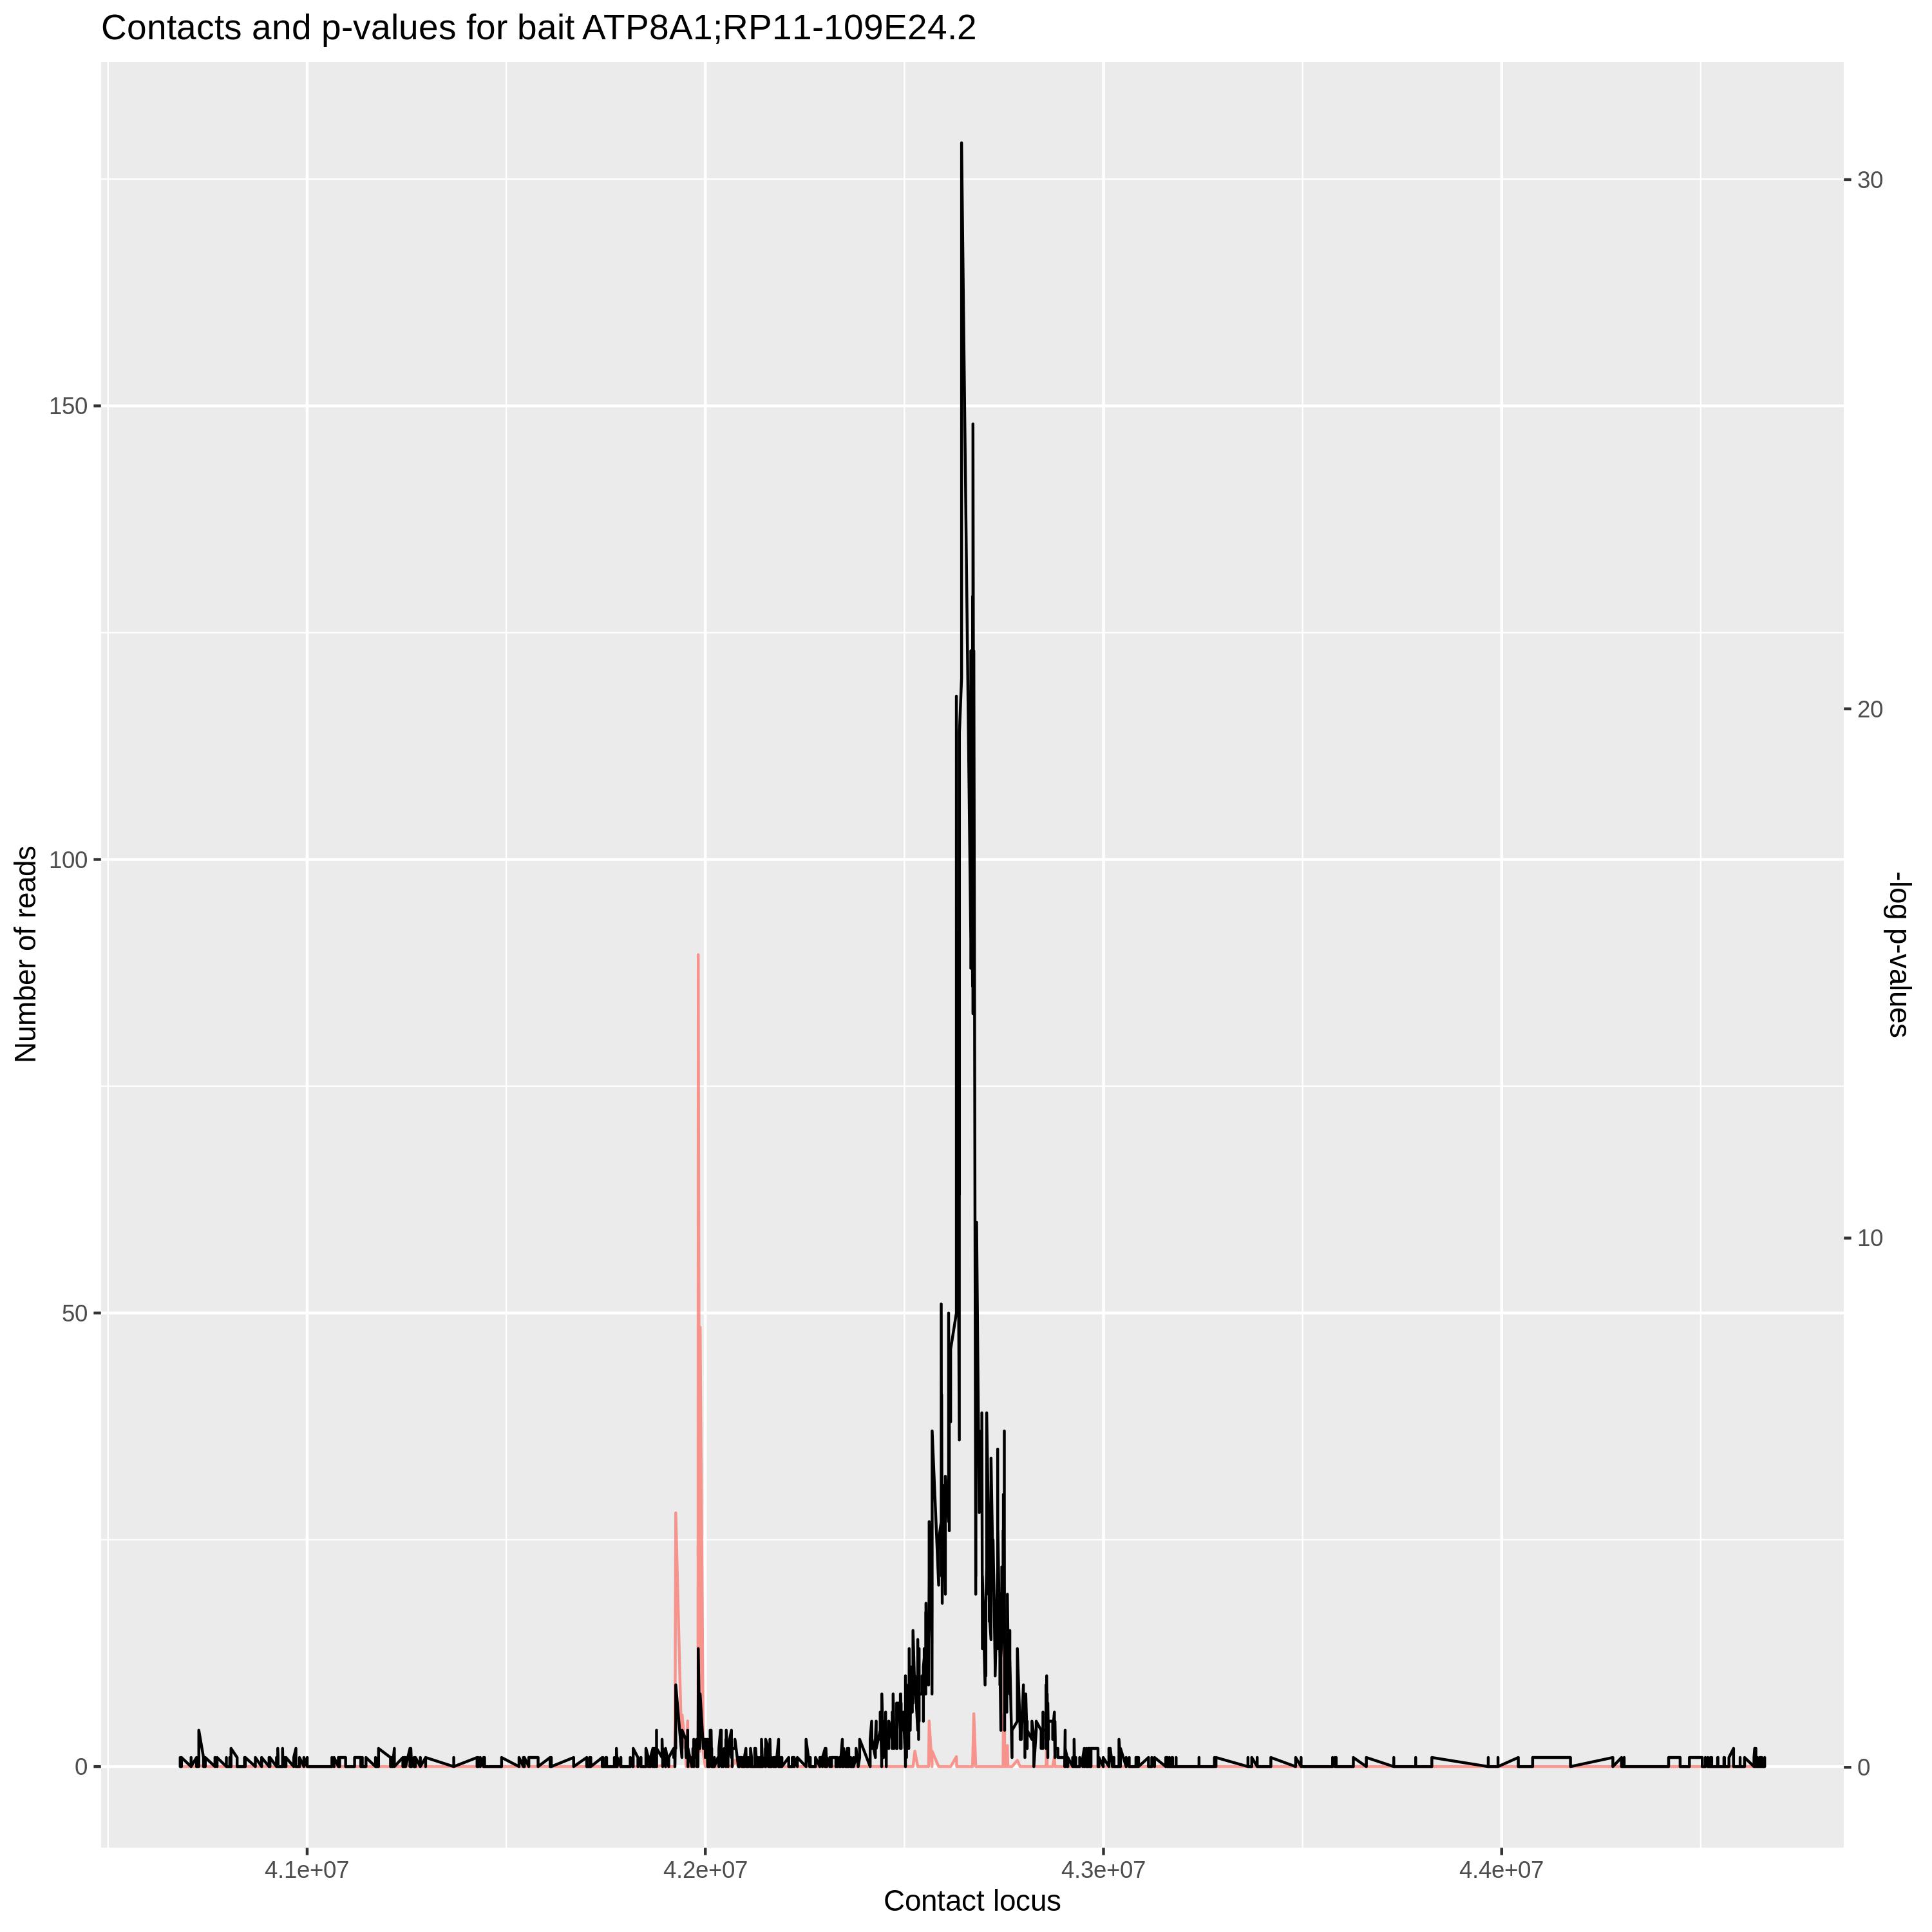 Contacts and p-values for bait ATP8A1;RP11-109E24.2
Number of reads
150
100
50
0
30
20
10
0
-log p-values
4.1e+07
4.2e+07
4.3e+07
4.4e+07
Contact locus